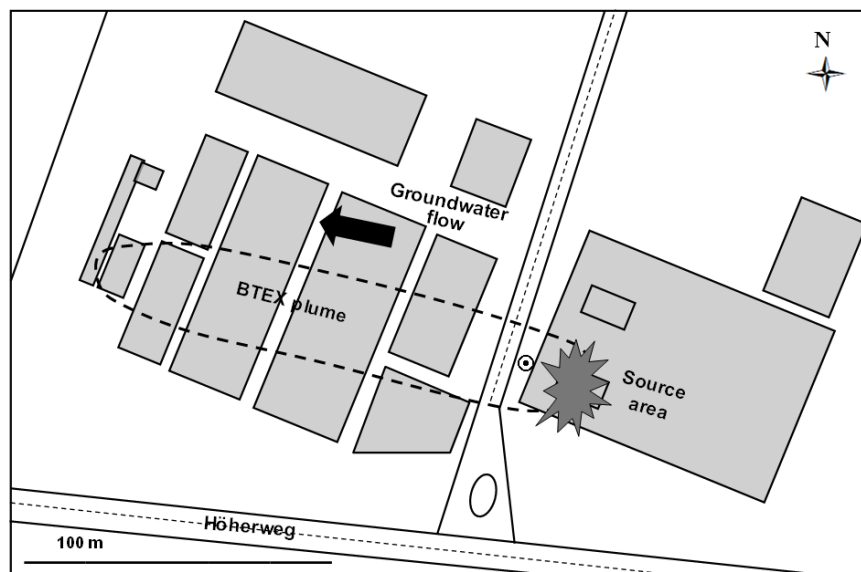 N
Groundwater
flow
BTEX plume
Source
area
Höherweg
100 m